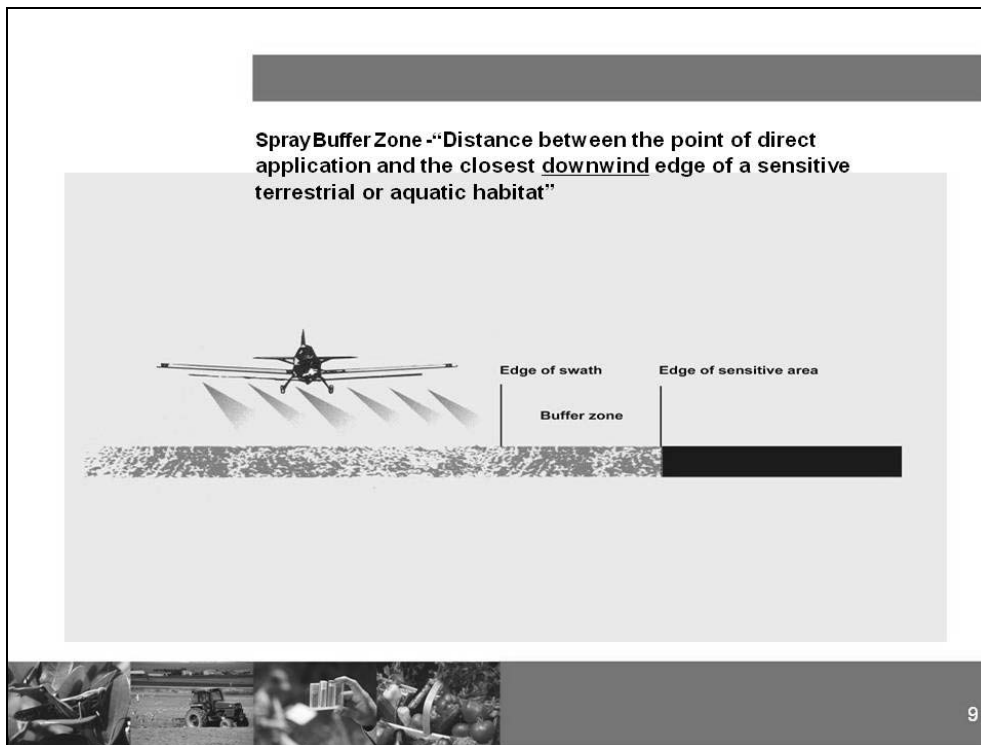 Spray Buffer Zone -“Distance between the point of direct
application and the closest downwind edge of a sensitive
terrestrial or aquatic habitat”
Edge of swath Edge of sensitive area
Buffer zone
9